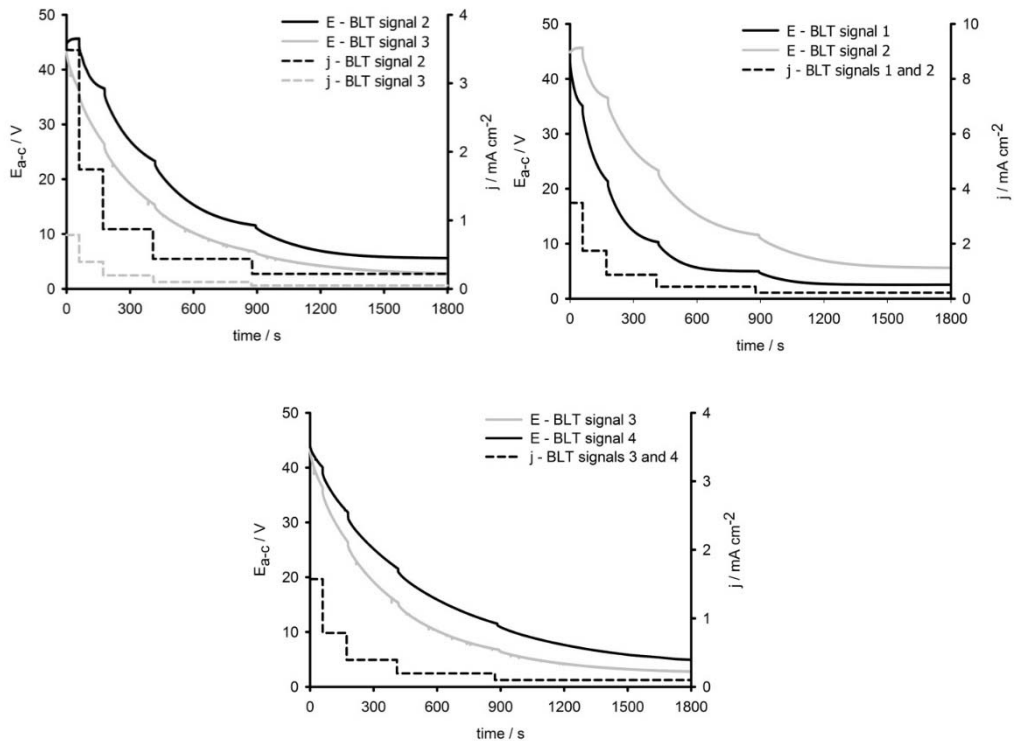 E - BLT signal 2
E - BLT signal 3
j - BLT signal 2
j - BLT signal 3
50
40
30
20
10
0
E a-c / V
4
3
2
1
0
j / mA cm-2
0 300 600 900 1200 1500 1800
time / s
E - BLT signal 1
E - BLT signal 2
j - BLT signals 1 and 2
50
40
30
20
10
0
E a-c / V
10
8
6
4
2
0
j / mA cm-2
0 300 600 900 1200 1500 1800
time / s
E - BLT signal 3
E - BLT signal 4
j - BLT signals 3 and 4
50
40
30
20
10
0
E a-c / V
4
3
2
1
0
j / mA cm-2
0 300 600 900 1200 1500 1800
time / s